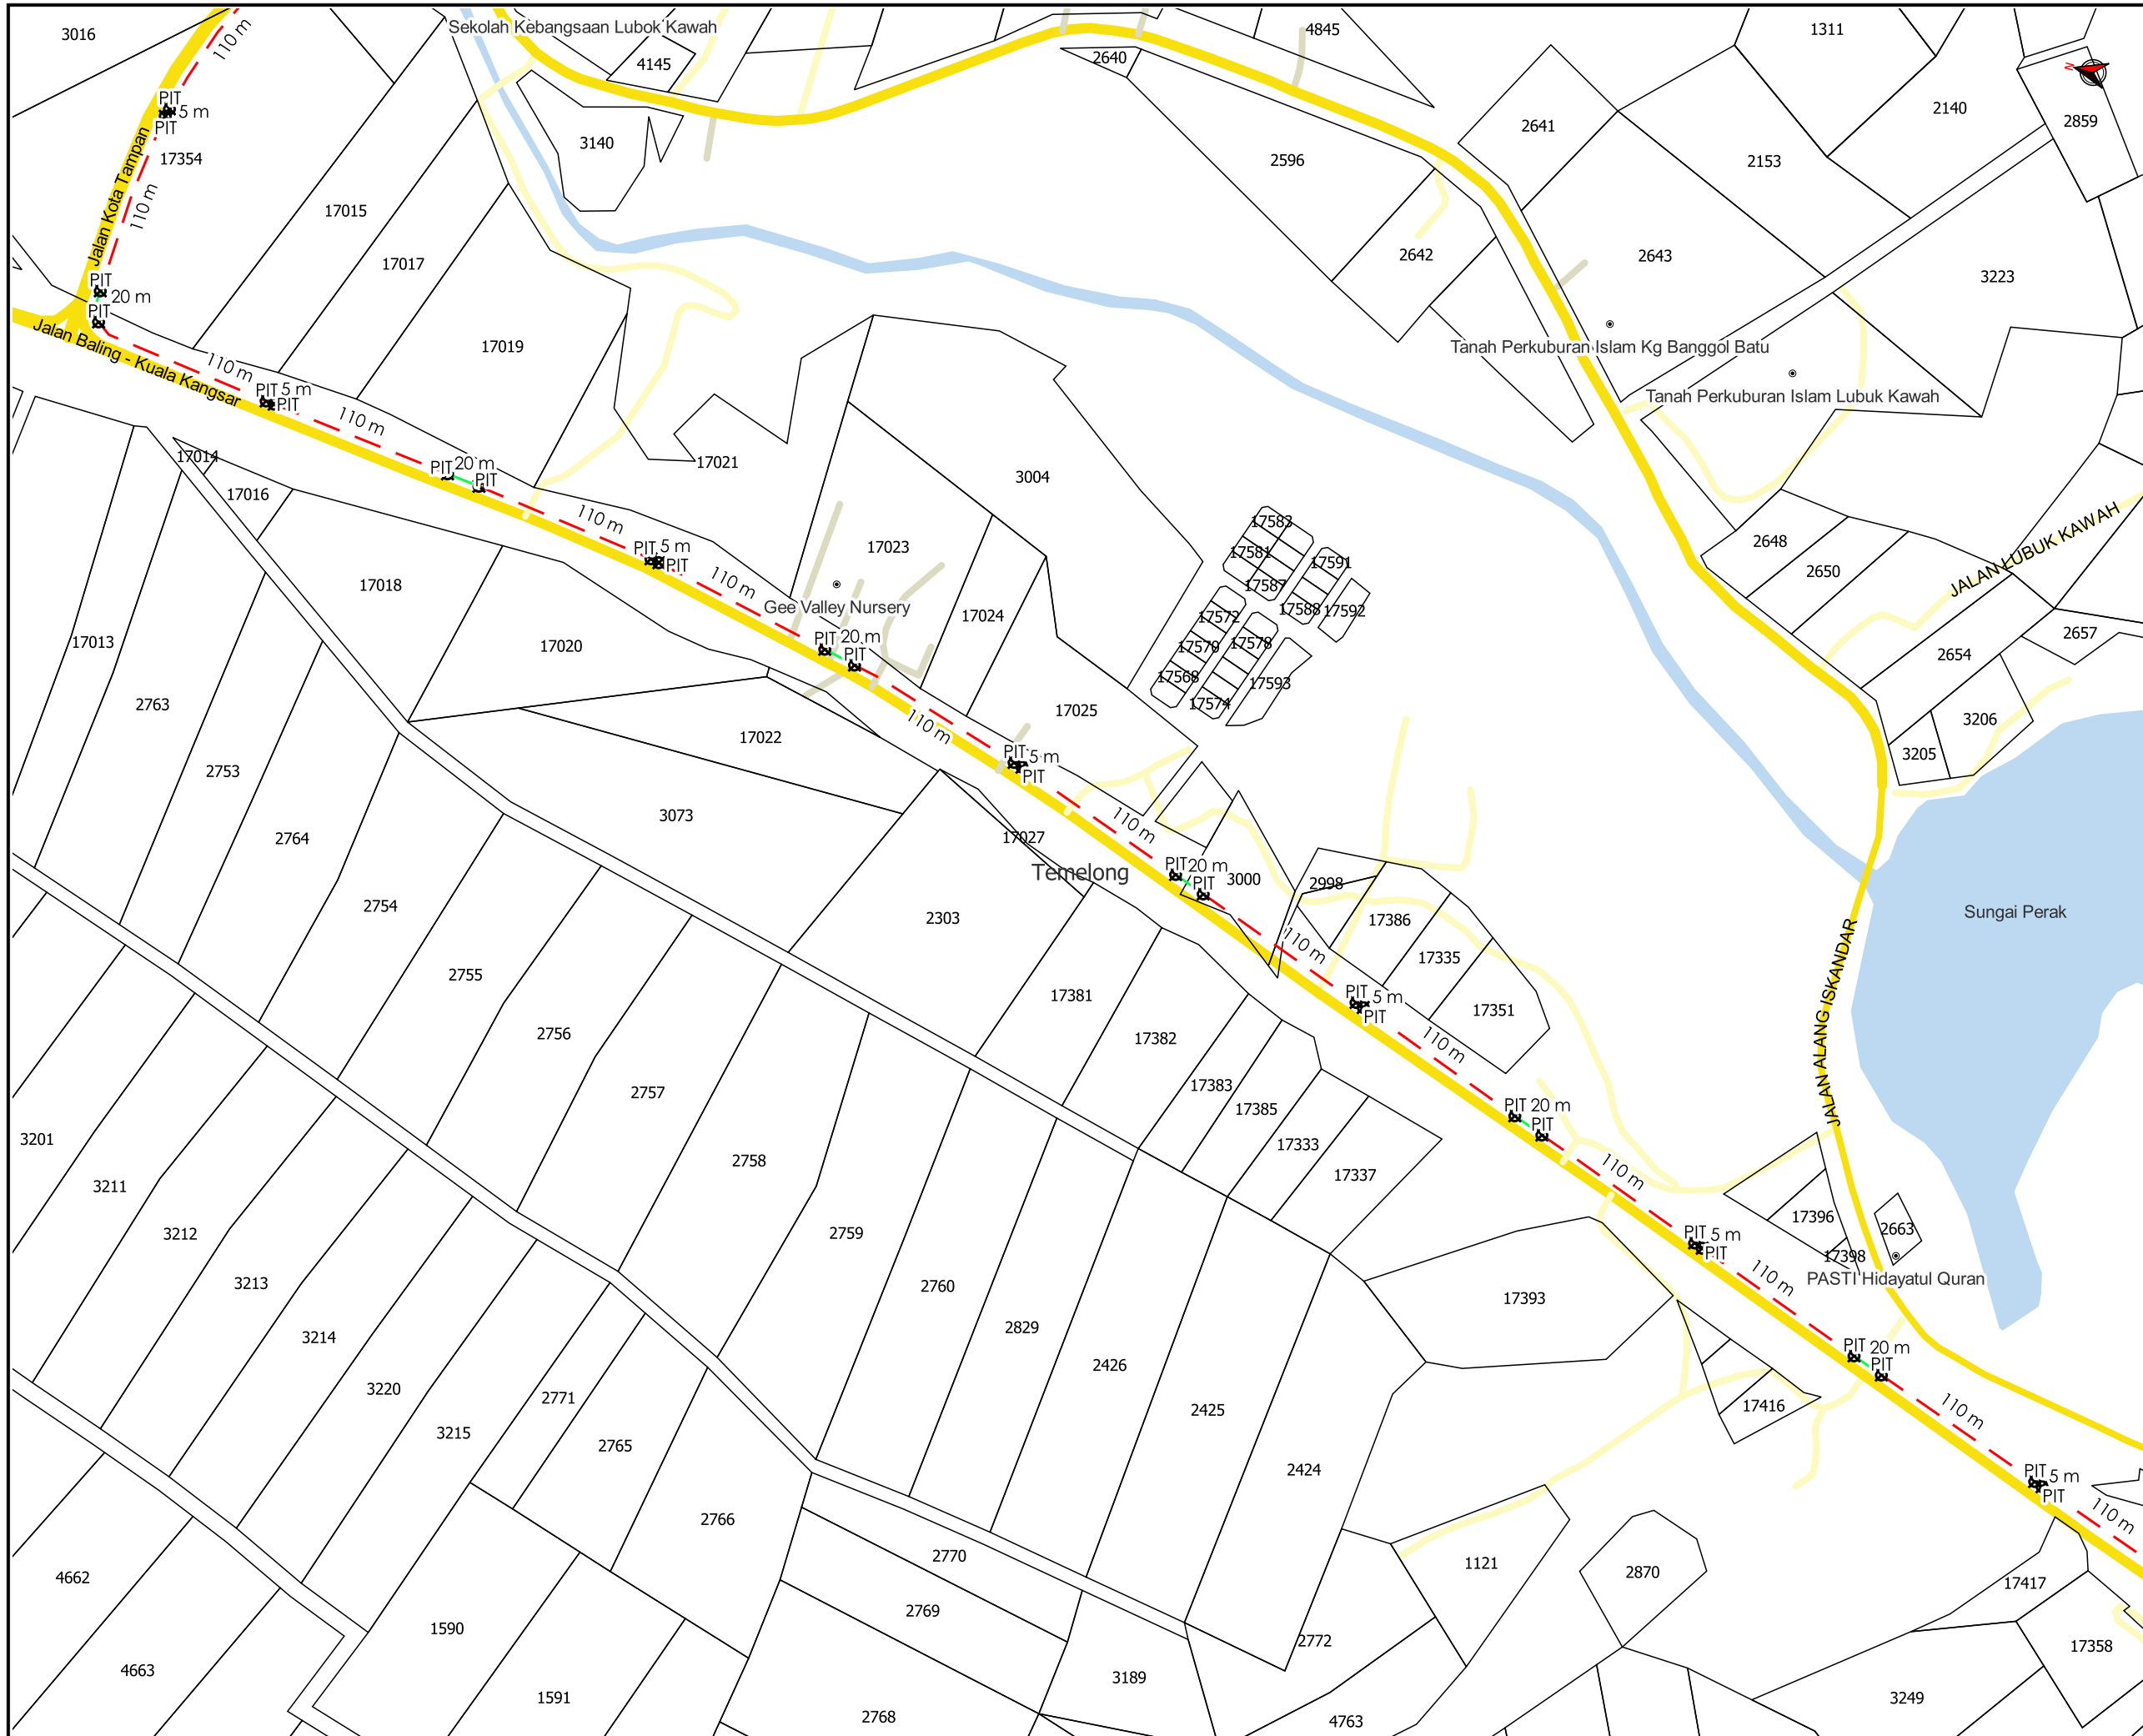 3016
110 m
Sekolah Kebangsaan Lubok Kawah
4845
1311
4145
2640
N
PIT
5 m
PIT
2140
2859
2641
3140
17354
2596
2153
Jalan Kota Tampan
110 m
17015
17017
2642
2643
3223
PIT
20 m
PIT
Jalan Baling - Kuala Kangsar
17019
Tanah Perkuburan Islam Kg Banggol Batu
110 m
PIT
5 m
PIT
Tanah Perkuburan Islam Lubuk Kawah
110 m
17014
17016
PIT
20 m
PIT
17021
3004
110 m
17583
17581
17587
17591
17588
17592
2648
2650
JALAN LUBUK KAWAH
PIT
5 m
PIT
17023
17018
110 m
Gee Valley Nursery
17024
17572
17570
17568
17578
17574
17593
17013
17020
PIT
20 m
PIT
2657
2654
2763
17025
3206
3205
110 m
17022
2753
PIT
5 m
PIT
2764
3073
110 m
17027
Temelong
PIT
20 m
PIT
3000
2998
2754
2303
17386
Sungai Perak
110 m
17335
2755
17381
PIT
5 m
PIT
17351
JALAN ALANG ISKANDAR
2756
17382
110 m
2757
17383
17385
PIT
20 m
PIT
3201
17333
2758
17337
110 m
3211
3212
2759
17396
2663
17398
PIT
5 m
PIT
PASTI Hidayatul Quran
3213
2760
17393
110 m
3214
2829
PIT
20 m
PIT
2426
3220
2771
2425
17416
110 m
3215
2765
2424
PIT
5 m
PIT
2766
110 m
2770
1121
2870
4662
17417
2769
1590
2772
17358
4663
3189
1591
3249
2768
4763